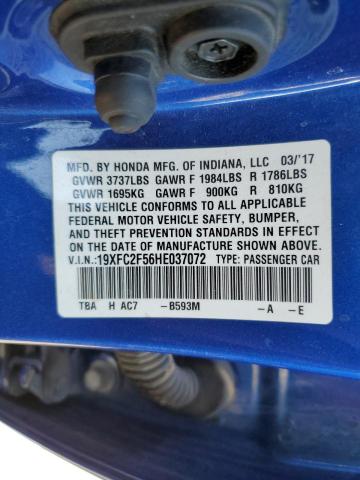 MFD. BY HONDA MFG. OF INDIANA, LLC 03/'17
GVWR 3737LBS GAWR F 1984LBS R 1786LBS
GVWR 1695KG GAWR F 900KG R 810KG
THIS VEHICLE CONFORMS TO ALL APPLICABLE
FEDERAL MOTOR VEHICLE SAFETY, BUMPER,
AND THEFT PREVENTION STANDARDS IN EFFECT
ON THE DATE OF MANUFACTURE SHOWN ABOVE.
V.I.N.: 19XFC2F56HE037072 TYPE: PASSENGER CAR
TBA H AC7 -B593M -A -E